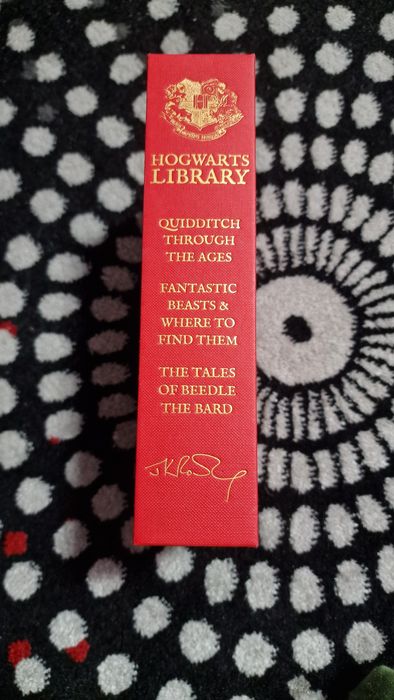 HOGWARTS
LIBRARY
QUIDDITCH
THROUGH
THE AGES
FANTASTIC
BEASTS &
WHERE TO
FIND THEM
THE TALES
OF BEEDLE
THE BARD